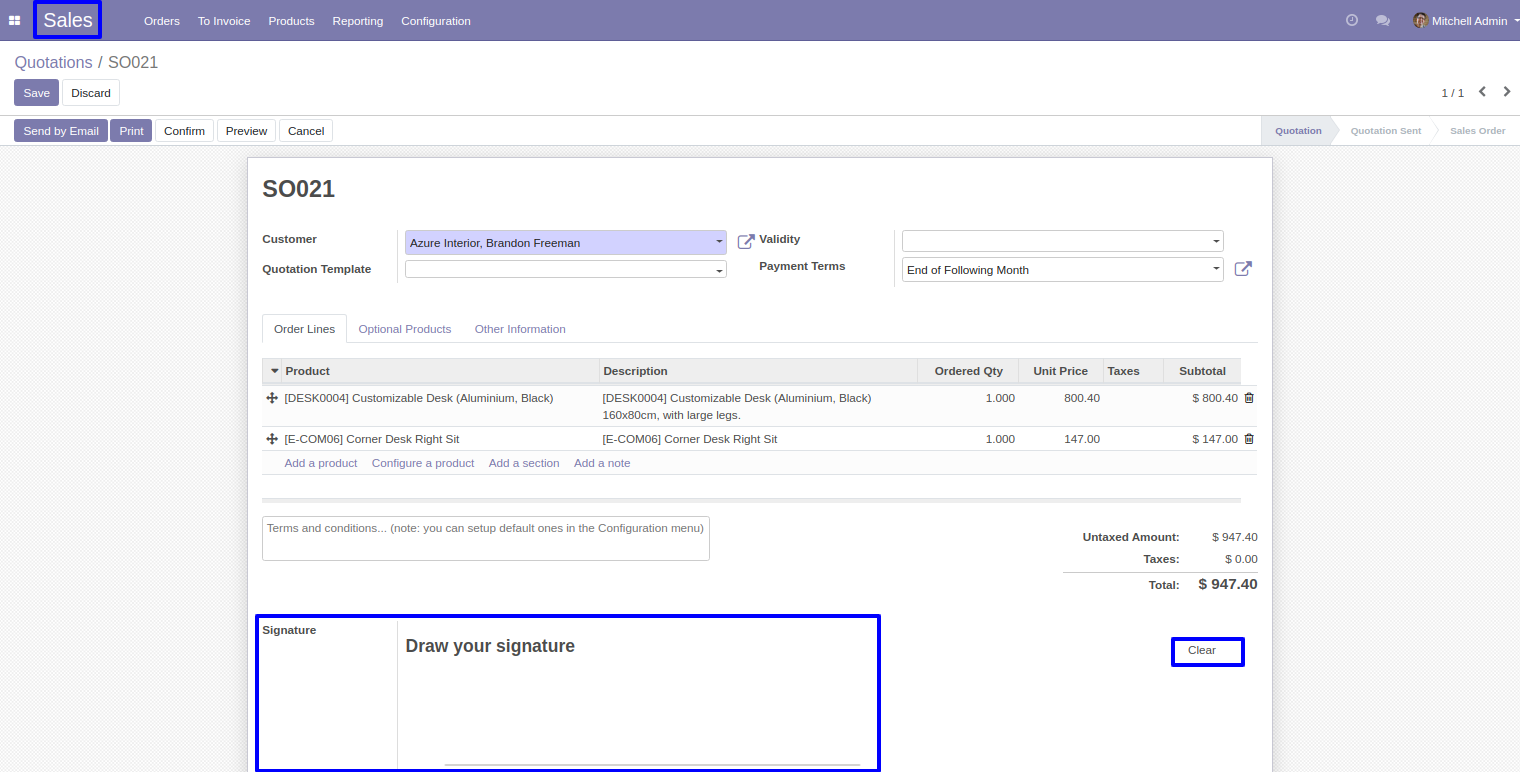 Sales Orders To Invoice Products Reporting Configuration Mitchell Admin
Quotations / SO021
Save Discard 1 / 1
Send by Email Print Confirm Preview Cancel Quotation Quotation Sent Sales Order
SO021
Customer Azure Interior, Brandon Freeman Validity
Quotation Template Payment Terms End of Following Month
Order Lines Optional Products Other Information
Product Description Ordered Qty Unit Price Taxes Subtotal
[DESK0004] Customizable Desk (Aluminium, Black) [DESK0004] Customizable Desk (Aluminium, Black) 1.000 800.40 $ 800.40
160x80cm, with large legs.
[E-COM06] Corner Desk Right Sit [E-COM06] Corner Desk Right Sit 1.000 147.00 $ 147.00
Add a product Configure a product Add a section Add a note
Terms and conditions... (note: you can setup default ones in the Configuration menu)
Untaxed Amount: $ 947.40
Taxes: $ 0.00
Total: $ 947.40
Signature Draw your signature Clear